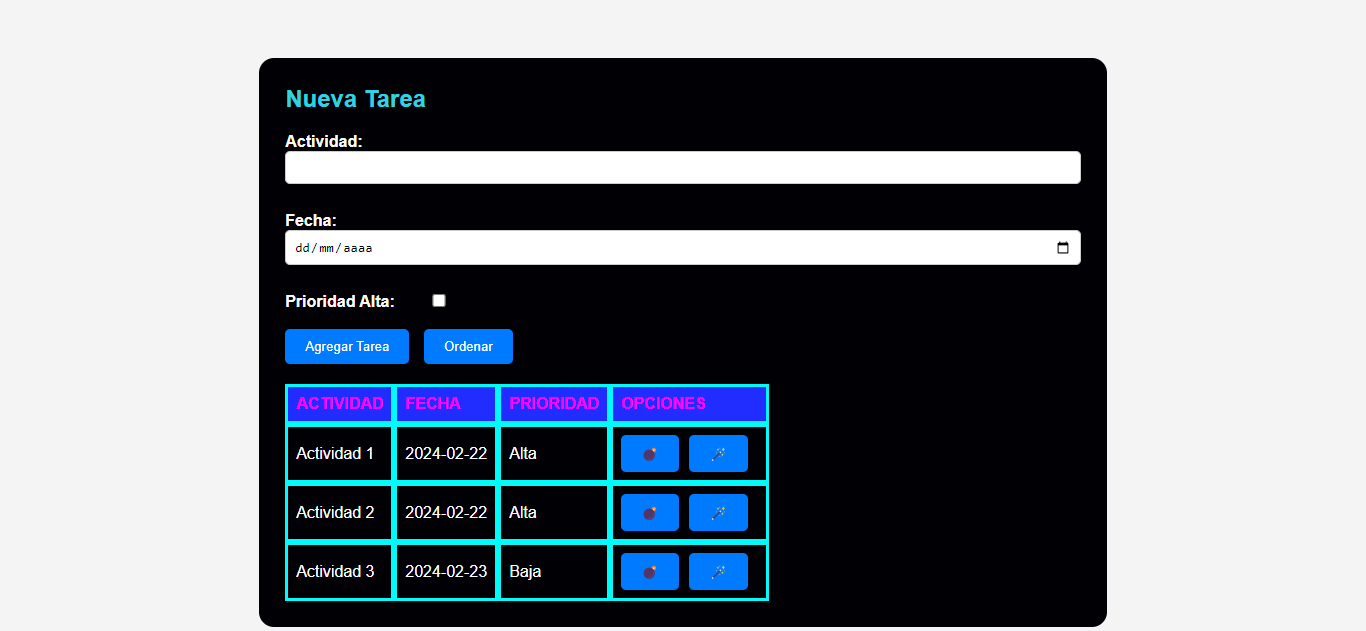 Nueva Tarea
Actividad:
Fecha:
dd/mm/aaaa
Prioridad Alta:
Agregar Tarea Ordenar
ACTIVIDAD FECHA PRIORIDAD OPCIONES
Actividad 1 2024-02-22 Alta
Actividad 2 2024-02-22 Alta
Actividad 3 2024-02-23 Baja